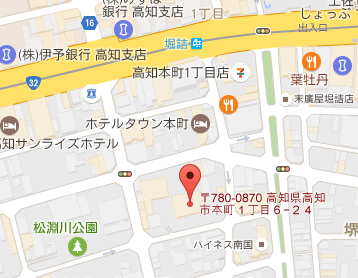 銀行 高知支店
1丁目
しょうぶ
出入口
16
(株)伊予銀行 高知支店
堀詰
32
高知本町1丁目店
葉牡丹
末廣屋堀詰店
ホテルタウン本町
高知サンライズホテル
〒780-0870 高知県高知
市本町１丁目６−２４
松淵川公園
ハイネス南国
堺